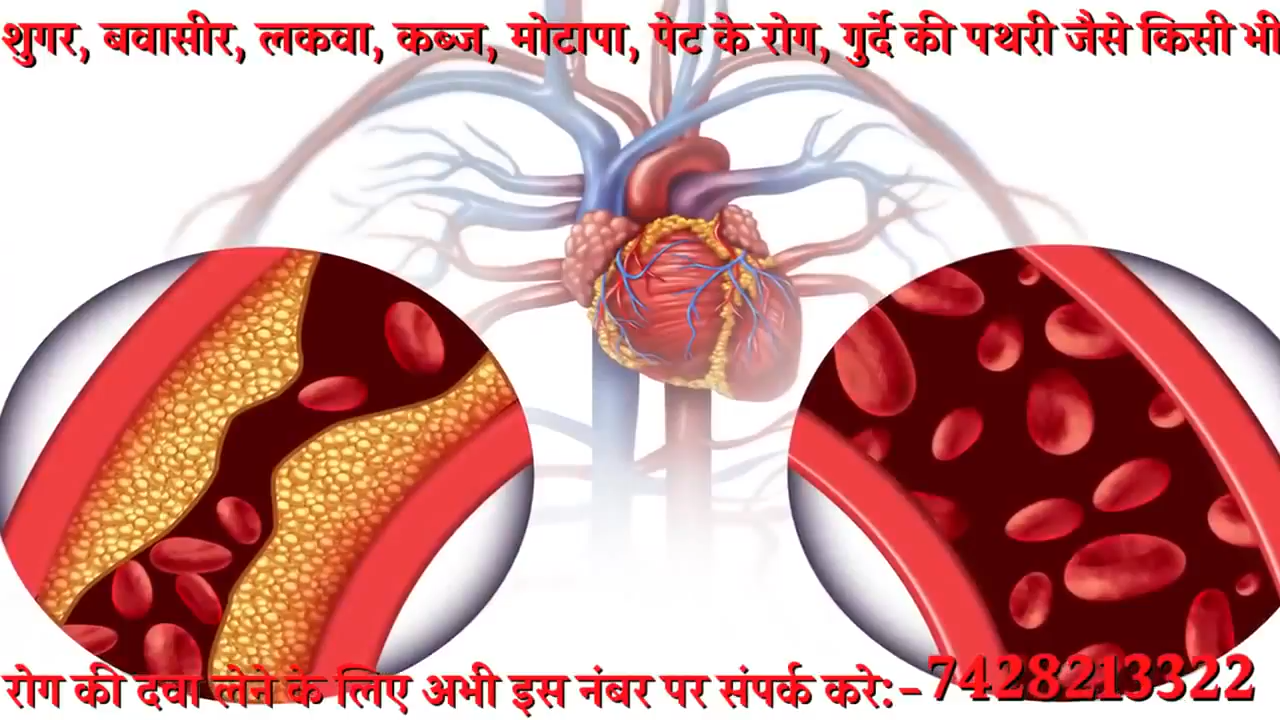 शुगर, बवासीर, लकवा, कब्ज, मोटापा, पेट के रोग, गुर्दे की पथरी जैसे किसी भी
रोग की दवा लेने के लिए अभी इस नंबर पर संपर्क करे:-7428213322